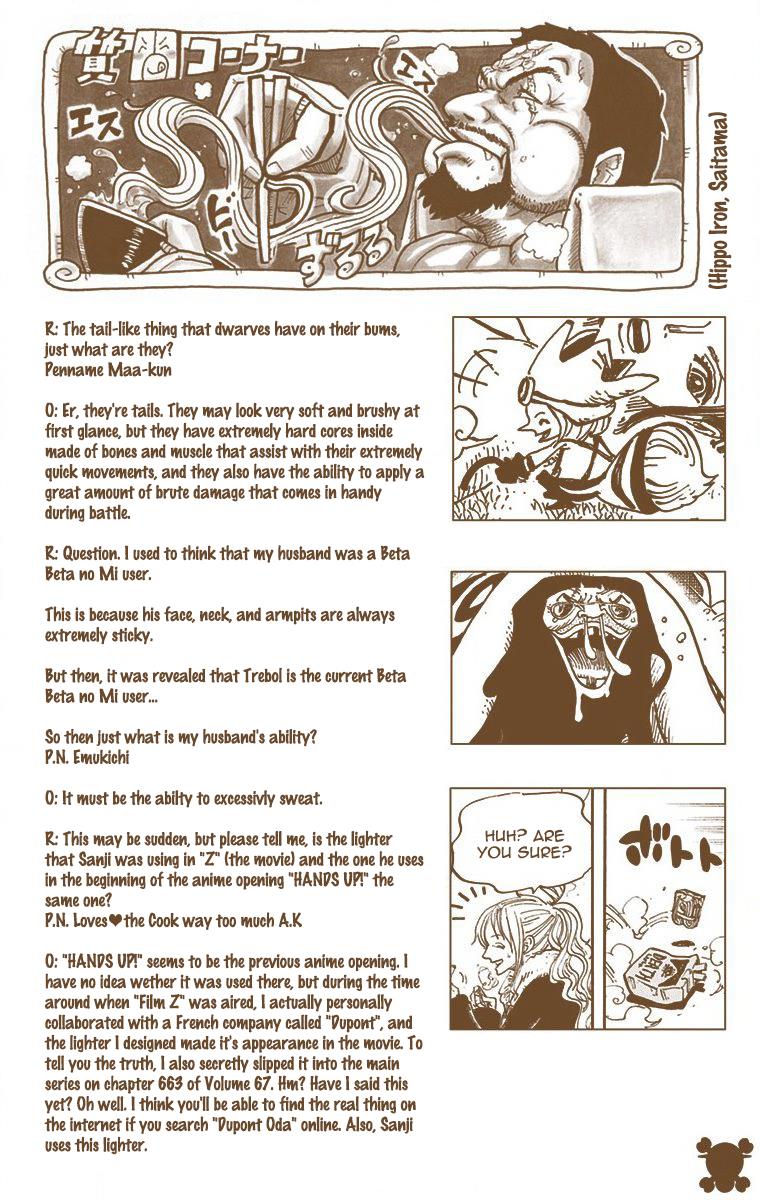 質問コーナー
エス
エス
SBS
ビー
ずるる
(Hippo Iron, Saitama)
R: The tail-like thing that dwarves have on their bums,
just what are they?
Penname Maa-kun
O: Er, they're tails. They may look very soft and brushy at
first glance, but they have extremely hard cores inside
made of bones and muscle that assist with their extremely
quick movements, and they also have the ability to apply a
great amount of brute damage that comes in handy
during battle.
R: Question. I used to think that my husband was a Beta
Beta no Mi user.
This is because his face, neck, and armpits are always
extremely sticky.
But then, it was revealed that Trebol is the current Beta
Beta no Mi user...
So then just what is my husband's ability?
P.N. Emukichi
O: It must be the abilty to excessivly sweat.
R: This may be sudden, but please tell me, is the lighter
that Sanji was using in "Z" (the movie) and the one he uses
in the beginning of the anime opening "HANDS UP!" the
same one?
P.N. Loves♥the Cook way too much A.K
O: "HANDS UP!" seems to be the previous anime opening. I
have no idea wether it was used there, but during the time
around when "Film Z" was aired, I actually personally
collaborated with a French company called "Dupont", and
the lighter I designed made it's appearance in the movie. To
tell you the truth, I also secretly slipped it into the main
series on chapter 663 of Volume 67. Hm? Have I said this
yet? Oh well. I think you'll be able to find the real thing on
the internet if you search "Dupont Oda" online. Also, Sanji
uses this lighter.
HUH? ARE
YOU SURE?
ボトト